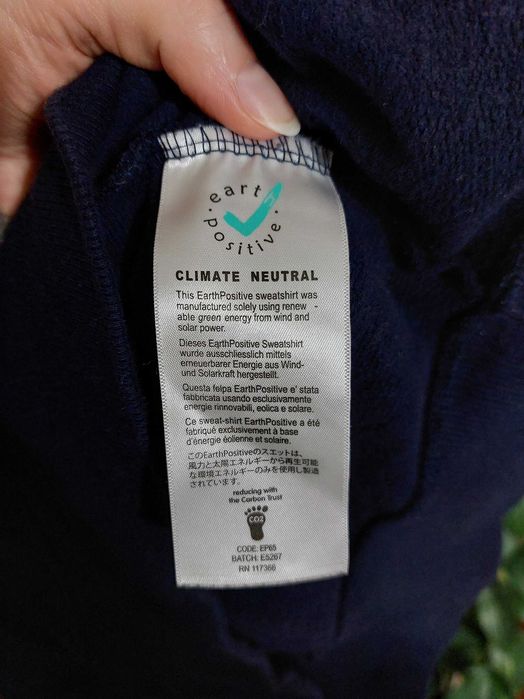 eart
positive
CLIMATE NEUTRAL
This EarthPositive sweatshirt was
manufactured solely using renew -
able green energy from wind and
solar power.
Dieses EarthPositive Sweatshirt
wurde ausschliesslich mittels
erneuerbarer Energie aus Wind-
und Solarkraft hergestellt.
Questa felpa EarthPositive e' stata
fabbricata usando esclusivamente
energie rinnovabili, eolica e solare.
Ce sweat-shirt EarthPositive a été
fabriqué exclusivement à base
d'énergie éolienne et solaire.
このEarthPositiveのスエットは、
風力と太陽エネルギーから再生可能
な環境エネルギーのみを使用し製造
されています。
reducing with
the Carbon Trust
CO2
CODE: EP65
BATCH: E5267
RN 117366